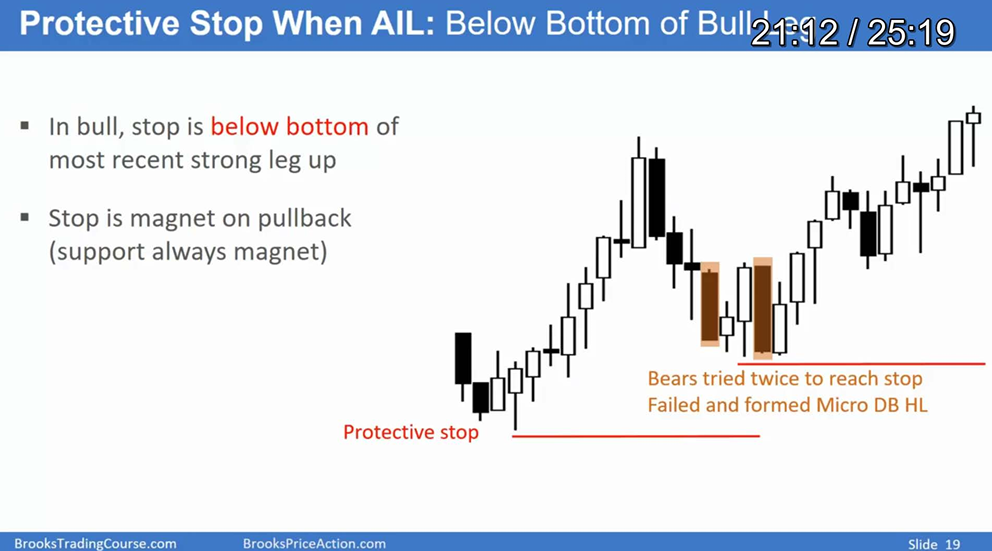 Protective Stop When AIL: Below Bottom of Bull Leg
21:12 / 25:19
▪ In bull, stop is below bottom of
most recent strong leg up
▪ Stop is magnet on pullback
(support always magnet)
Bears tried twice to reach stop
Failed and formed Micro DB HL
Protective stop
BrooksTradingCourse.com
BrooksPriceAction.com
Slide 19